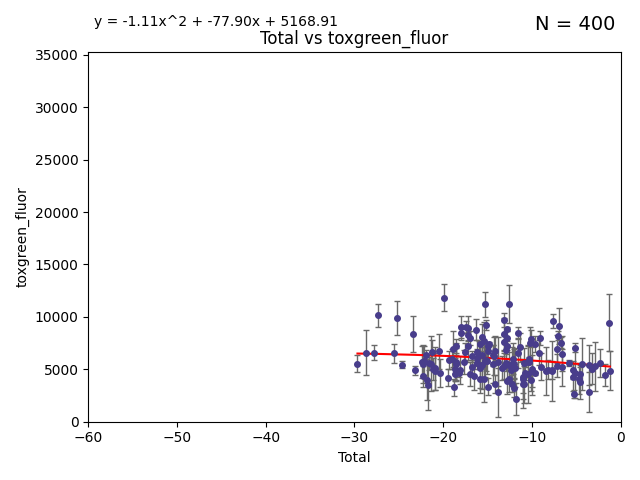 y = -1.11x^2 + -77.90x + 5168.91
N = 400
Total vs toxgreen_fluor
35000
30000
25000
20000
15000
10000
5000
0
toxgreen_fluor
−60 −50 −40 −30 −20 −10 0
Total